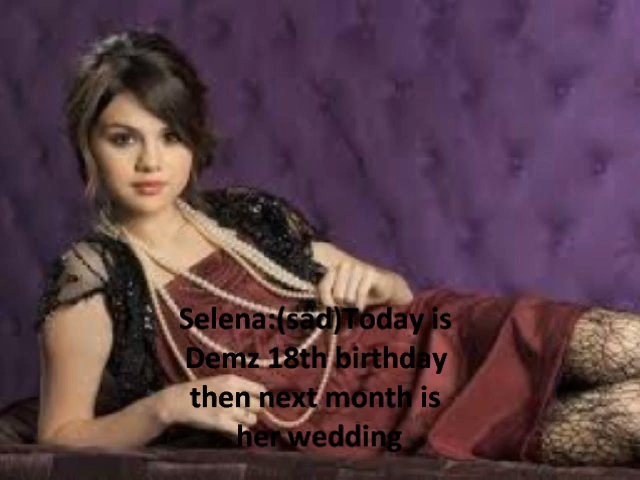 Selena:(sad)Today is
Demz 18th birthday
then next month is
her wedding